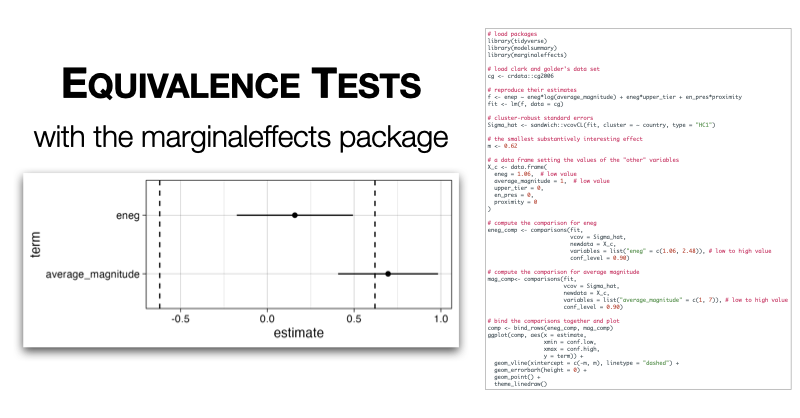 EQUIVALENCE TESTS
with the marginaleffects package
term
eneg
average_magnitude
-0.5
0.0
0.5
1.0
estimate
# load packages
library(tidyverse)
library(modelsummary)
library(marginaleffects)
# load clark and golder's data set
cg <- crdata::cg2006
# reproduce their estimates
f <- enep ~ eneg*log(average_magnitude) + eneg*upper_tier + en_pres*proximity
fit <- lm(f, data = cg)
# cluster-robust standard errors
Sigma_hat <- sandwich::vcovCL(fit, cluster = ~ country, type = "HC1")
# the smallest substantively interesting effect
m <- 0.62
# a data frame setting the values of the "other" variables
X_c <- data.frame(
eneg = 1.06,  # low value
average_magnitude = 1,  # low value
upper_tier = 0,
en_pres = 0,
proximity = 0
)
# compute the comparison for eneg
eneg_comp <- comparisons(fit,
vcov = Sigma_hat,
newdata = X_c,
variables = list("eneg" = c(1.06, 2.48)), # low to high value
conf_level = 0.90)
# compute the comparison for average magnitude
mag_comp<- comparisons(fit,
vcov = Sigma_hat,
newdata = X_c,
variables = list("average_magnitude" = c(1, 7)), # low to high value
conf_level = 0.90)
# bind the comparisons together and plot
comp <- bind_rows(eneg_comp, mag_comp)
ggplot(comp, aes(x = estimate,
xmin = conf.low,
xmax = conf.high,
y = term)) +
geom_vline(xintercept = c(-m, m), linetype = "dashed") +
geom_errorbarh(height = 0) +
geom_point() +
theme_linedraw()